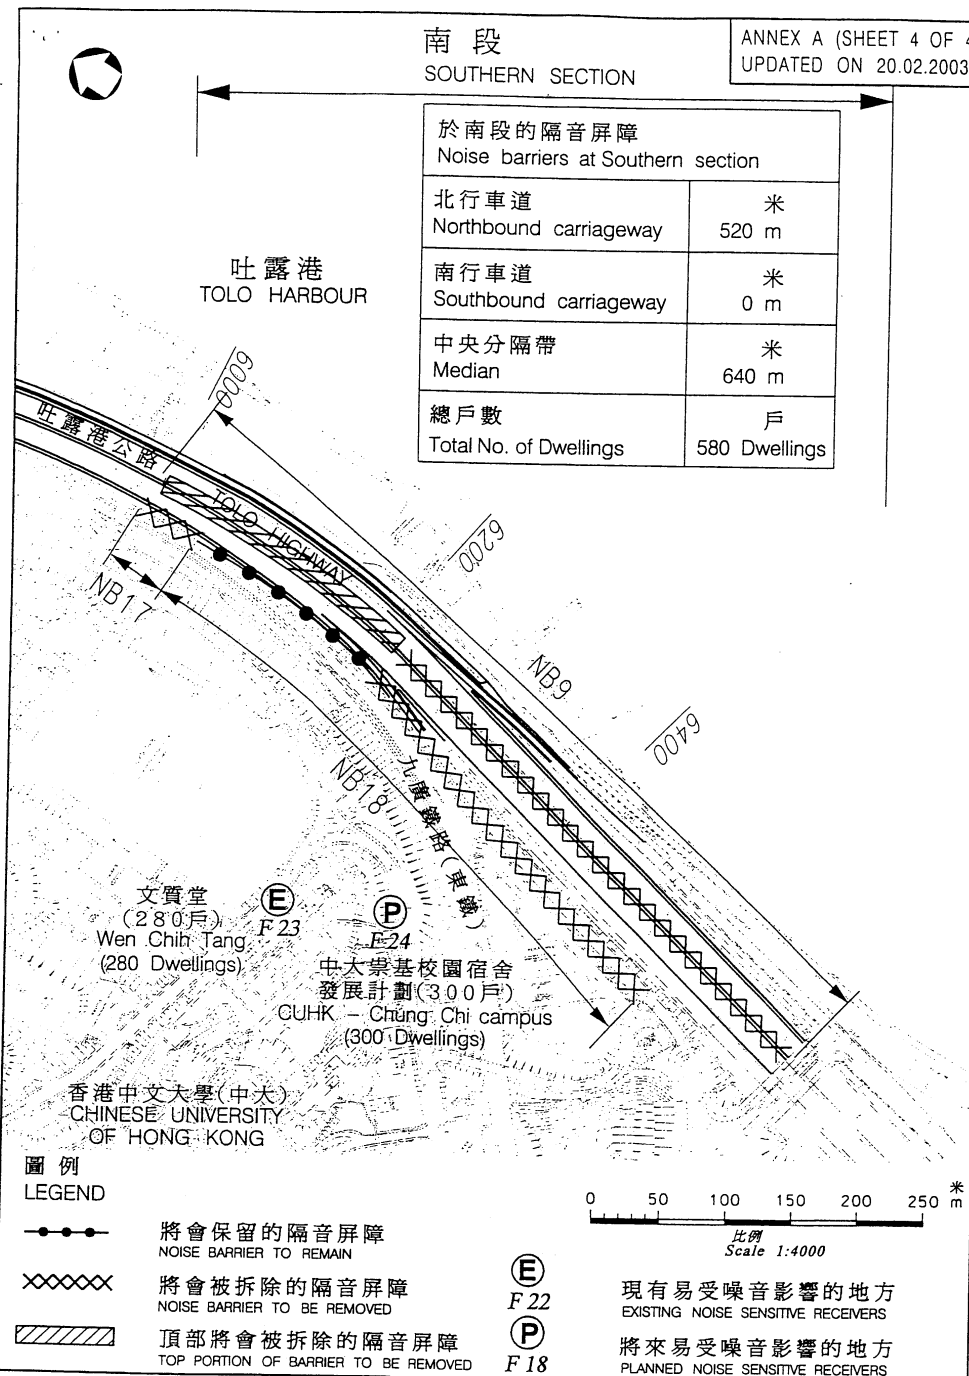 南段
SOUTHERN SECTION
ANNEX A (SHEET 4 OF 4
UPDATED ON 20.02.2003
於南段的隔音屏障
Noise barriers at Southern section
北行車道
Northbound carriageway
米
520 m
南行車道
Southbound carriageway
米
0 m
中央分隔帶
Median
米
640 m
總戶數
Total No. of Dwellings
戶
580 Dwellings
吐露港
TOLO HARBOUR
6000
吐露港公路
TOLO HIGHWAY
6200
NB17
NB9
6400
NB18
九廣鐵路(東鐵)
文質堂
(280戶)
Wen Chih Tang
(280 Dwellings)
E
F 23
P
F 24
中大崇基校園宿舍
發展計劃(300戶)
CUHK - Chung Chi campus
(300 Dwellings)
香港中文大學(中大)
CHINESE UNIVERSITY
OF HONG KONG
圖例
LEGEND
將會保留的隔音屏障
NOISE BARRIER TO REMAIN
將會被拆除的隔音屏障
NOISE BARRIER TO BE REMOVED
頂部將會被拆除的隔音屏障
TOP PORTION OF BARRIER TO BE REMOVED
0 50 100 150 200 250 米 m
比例
Scale 1:4000
E
F 22
現有易受噪音影響的地方
EXISTING NOISE SENSITIVE RECEIVERS
P
F 18
將來易受噪音影響的地方
PLANNED NOISE SENSITIVE RECEIVERS